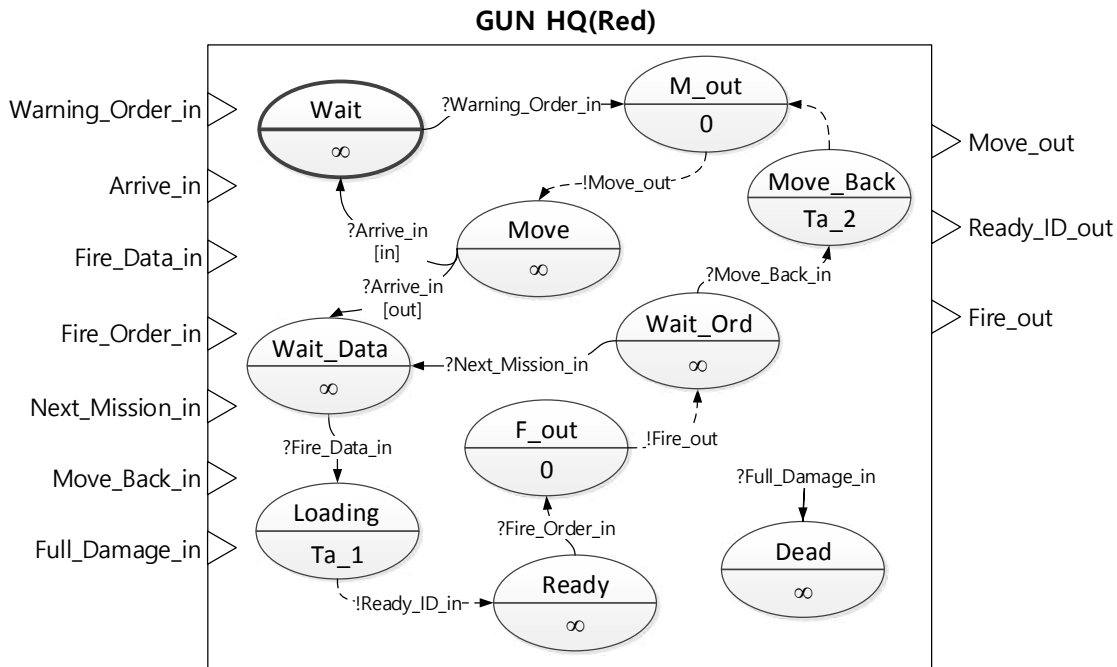 GUN HQ(Red)
Warning_Order_in
Arrive_in
Fire_Data_in
Fire_Order_in
Next_Mission_in
Move_Back_in
Full_Damage_in
Wait
∞
?Warning_Order_in
M_out
0
!Move_out
Move_Back
Ta_2
Move
∞
?Arrive_in
[in]
?Arrive_in
[out]
?Move_Back_in
Wait_Data
∞
?Next_Mission_in
Wait_Ord
∞
?Fire_Data_in
F_out
0
!Fire_out
Loading
Ta_1
?Fire_Order_in
!Ready_ID_in
Ready
∞
?Full_Damage_in
Dead
∞
Move_out
Ready_ID_out
Fire_out